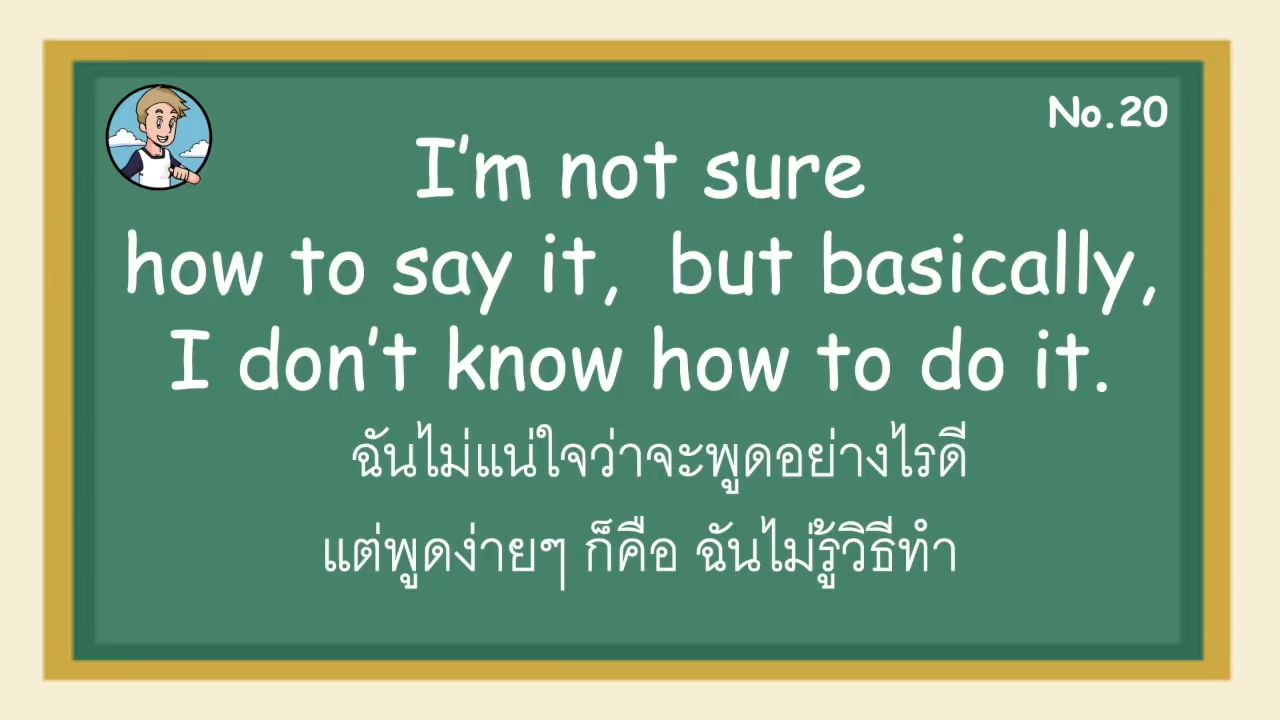 No.20
I'm not sure
how to say it, but basically,
I don't know how to do it.
ฉันไม่แน่ใจว่าจะพูดอย่างไรดี
แต่พูดง่ายๆ ก็คือ ฉันไม่รู้วิธีทำ